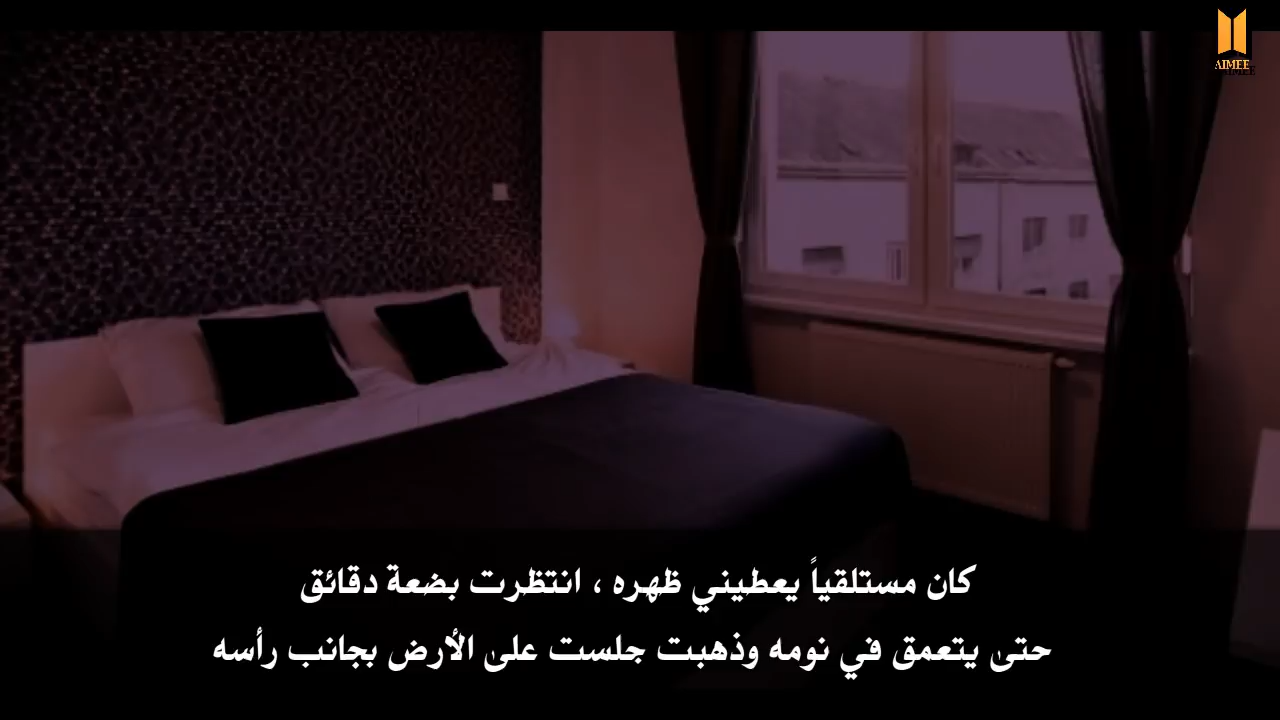 AIMEE
كان مستلقياً يعطيني ظهره ، انتظرت بضعة دقائق
حتى يتعمق في نومه وذهبت جلست على الأرض بجانب رأسه